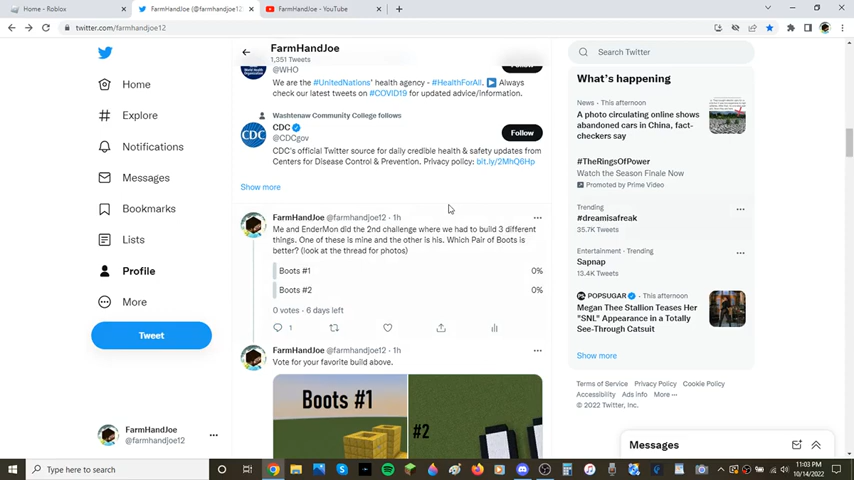 Home - Roblox
FarmHandJoe (@farmhandjoe12)
FarmHandJoe - YouTube
twitter.com/farmhandjoe12
FarmHandJoe
1,351 Tweets
Search Twitter
Home
Explore
Notifications
Messages
Bookmarks
Lists
Profile
More
Tweet
FarmHandJoe
@farmhandjoe12
@WHO
We are the #UnitedNations' health agency - #HealthForAll. Always
check our latest tweets on #COVID19 for updated advice/information.
Washtenaw Community College follows
CDC
@CDCgov
Follow
CDC's official Twitter source for daily credible health & safety updates from
Centers for Disease Control & Prevention. Privacy policy: bit.ly/2MhQ6Hp
Show more
FarmHandJoe @farmhandjoe12 · 1h
Me and EnderMon did the 2nd challenge where we had to build 3 different
things. One of these is mine and the other is his. Which Pair of Boots is
better? (look at the thread for photos)
Boots #1 0%
Boots #2 0%
0 votes · 6 days left
1
FarmHandJoe @farmhandjoe12 · 1h
Vote for your favorite build above.
Boots #1
#2
What's happening
News · This afternoon
A photo circulating online shows
abandoned cars in China, fact-
checkers say
#TheRingsOfPower
Watch the Season Finale Now
Promoted by Prime Video
Trending
#dreamisafreak
35.7K Tweets
Entertainment · Trending
Sapnap
13.4K Tweets
POPSUGAR · This afternoon
Megan Thee Stallion Teases Her
"SNL" Appearance in a Totally
See-Through Catsuit
Show more
Terms of Service Privacy Policy Cookie Policy
Accessibility Ads info More ...
© 2022 Twitter, Inc.
Messages
Type here to search
11:03 PM
10/14/2022